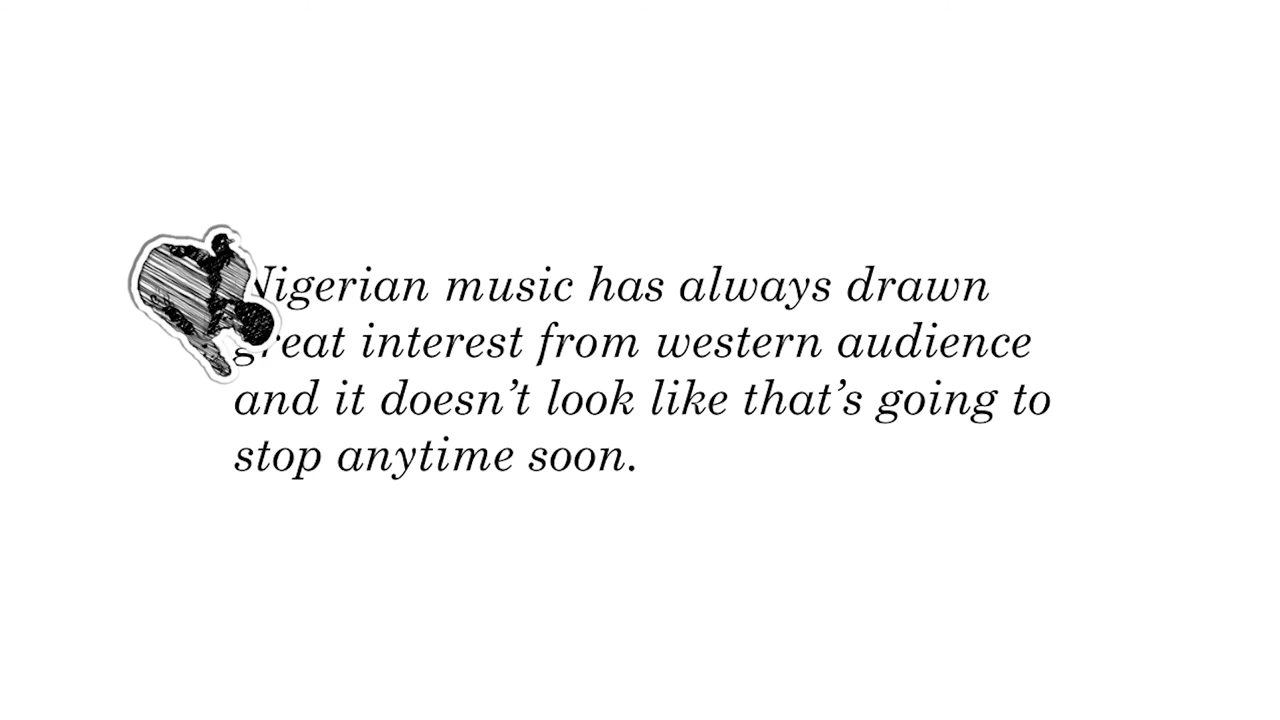 Nigerian music has always drawn
great interest from western audience
and it doesn’t look like that’s going to
stop anytime soon.